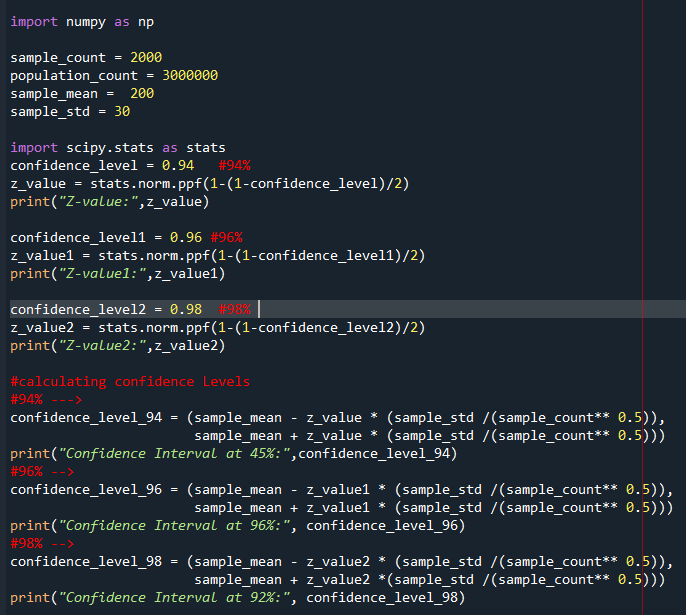 import numpy as np
sample_count = 2000
population_count = 3000000
sample_mean =  200
sample_std = 30
import scipy.stats as stats
confidence_level = 0.94   #94%
z_value = stats.norm.ppf(1-(1-confidence_level)/2)
print("Z-value:",z_value)
confidence_level1 = 0.96 #96%
z_value1 = stats.norm.ppf(1-(1-confidence_level1)/2)
print("Z-value1:",z_value1)
confidence_level2 = 0.98  #98%
z_value2 = stats.norm.ppf(1-(1-confidence_level2)/2)
print("Z-value2:",z_value2)
#calculating confidence Levels
#94% --->
confidence_level_94 = (sample_mean - z_value * (sample_std /(sample_count** 0.5)),
sample_mean + z_value * (sample_std /(sample_count** 0.5)))
print("Confidence Interval at 45%:",confidence_level_94)
#96% -->
confidence_level_96 = (sample_mean - z_value1 * (sample_std /(sample_count** 0.5)),
sample_mean + z_value1 * (sample_std /(sample_count** 0.5)))
print("Confidence Interval at 96%:", confidence_level_96)
#98% -->
confidence_level_98 = (sample_mean - z_value2 * (sample_std /(sample_count** 0.5)),
sample_mean + z_value2 *(sample_std /(sample_count** 0.5)))
print("Confidence Interval at 92%:", confidence_level_98)